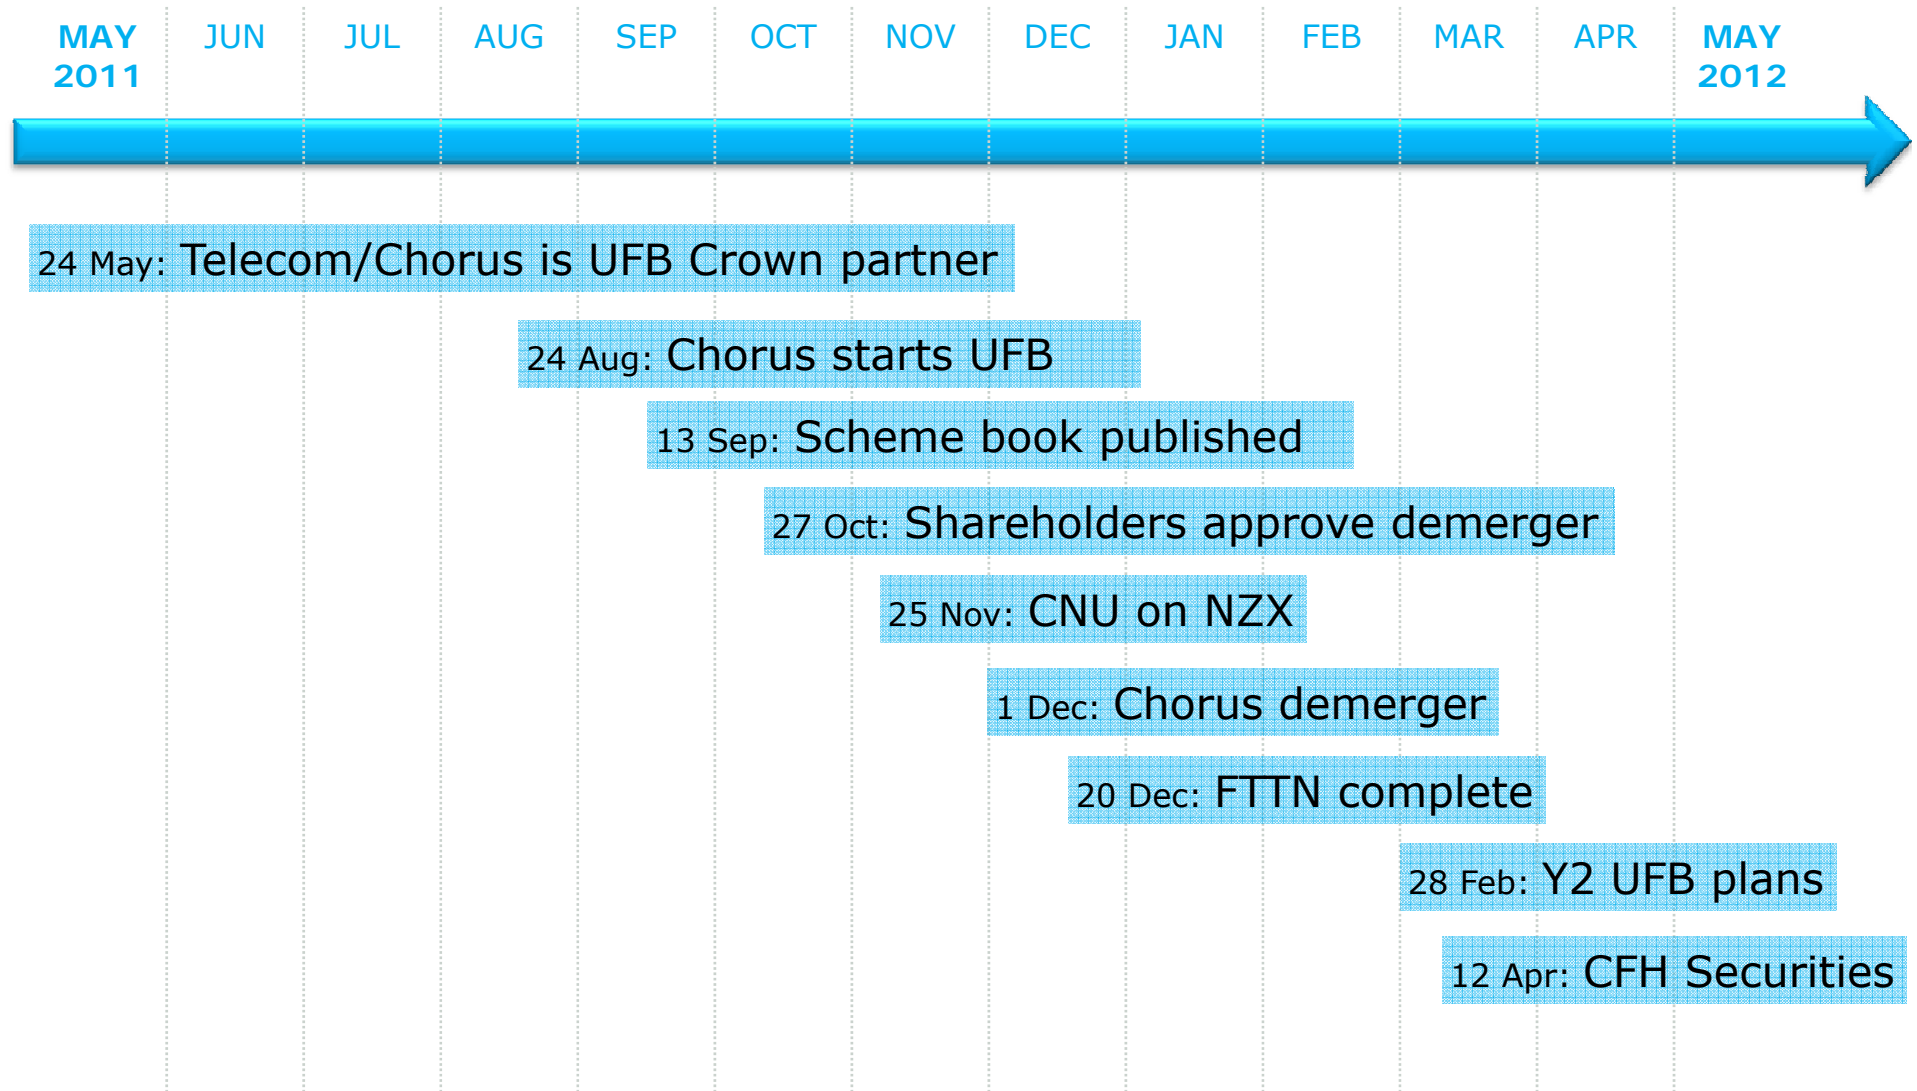 MAY JUN JUL AUG SEP OCT NOV DEC JAN FEB MAR APR MAY
2011 2012
24 May: Telecom/Chorus is UFB Crown partner
24 Aug: Chorus starts UFB
13 Sep: Scheme book published
27 Oct: Shareholders approve demerger
25 Nov: CNU on NZX
1 Dec: Chorus demerger
20 Dec: FTTN complete
28 Feb: Y2 UFB plans
12 Apr: CFH Securities